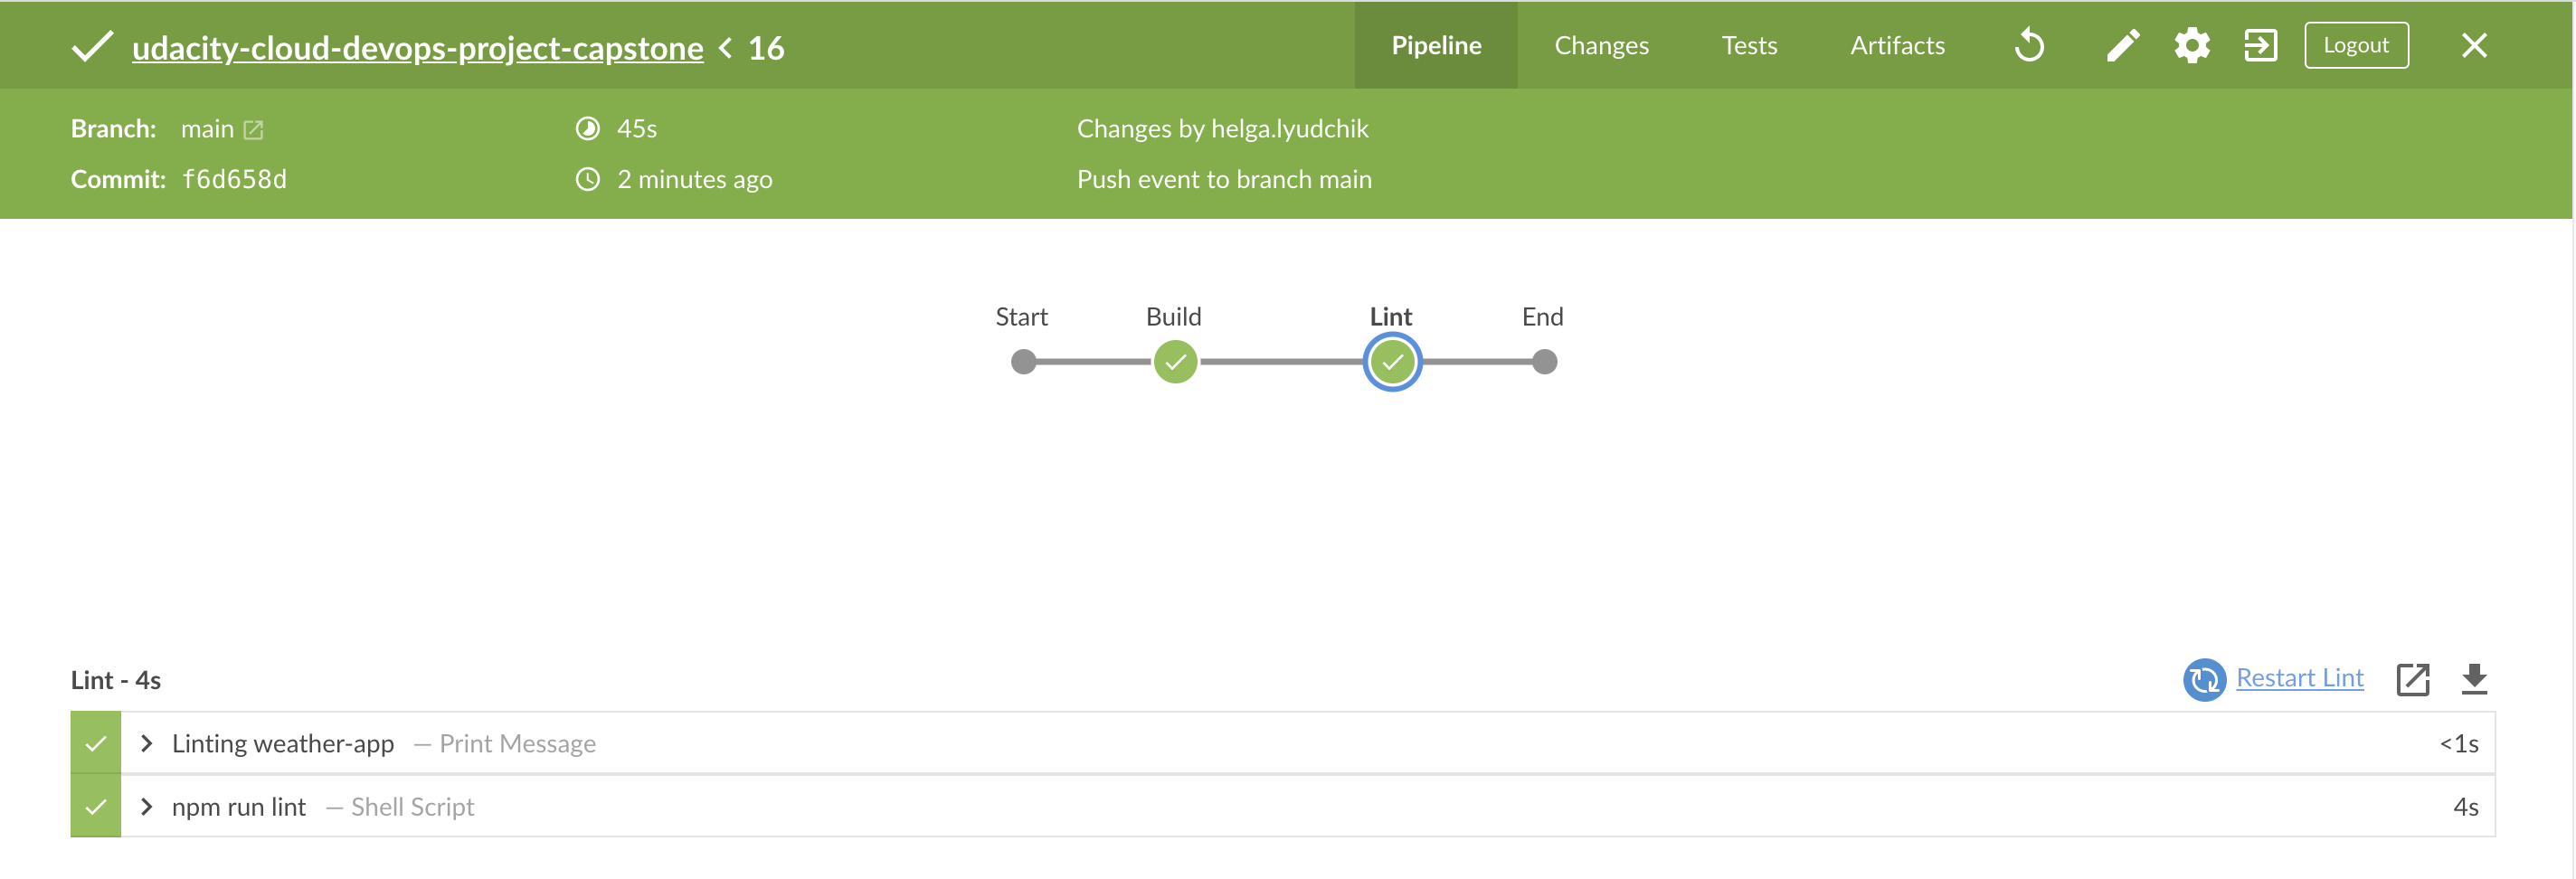 udacity-cloud-devops-project-capstone < 16
Pipeline
Changes
Tests
Artifacts
Logout
Branch: main
45s
Changes by helga.lyudchik
Commit: f6d658d
2 minutes ago
Push event to branch main
Start
Build
Lint
End
Lint - 4s
Restart Lint
Linting weather-app — Print Message
<1s
npm run lint — Shell Script
4s